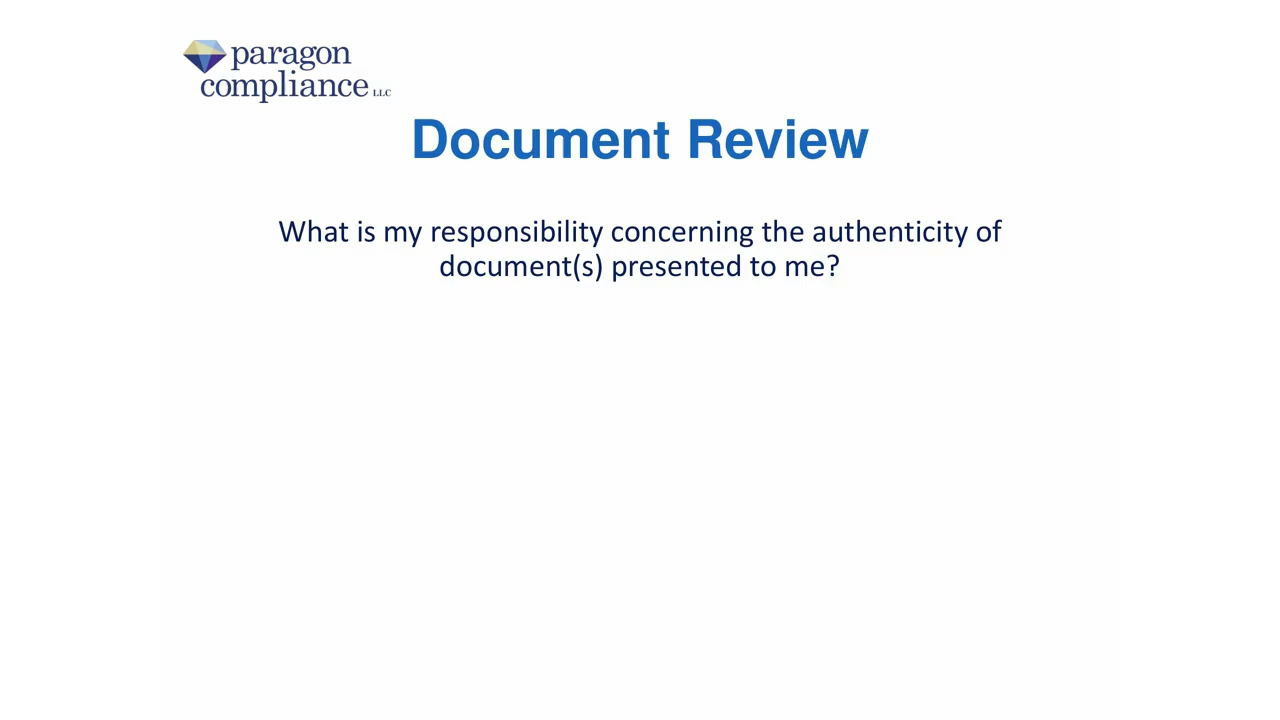 paragon
compliance LLC
Document Review
What is my responsibility concerning the authenticity of
document(s) presented to me?